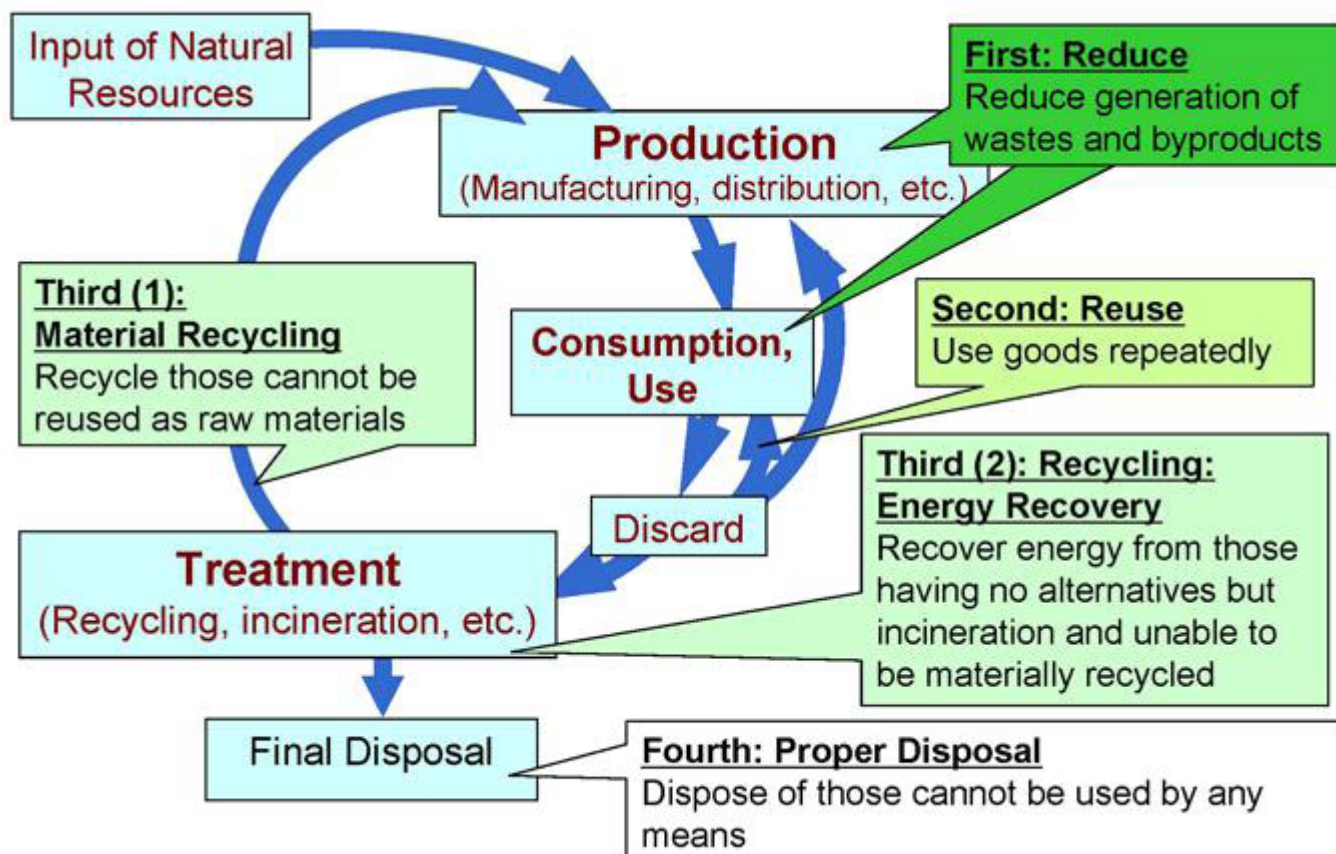 Input of Natural
Resources
First: Reduce
Reduce generation of
wastes and byproducts
Production
(Manufacturing, distribution, etc.)
Third (1):
Material Recycling
Recycle those cannot be
reused as raw materials
Consumption,
Use
Second: Reuse
Use goods repeatedly
Third (2): Recycling:
Energy Recovery
Recover energy from those
having no alternatives but
incineration and unable to
be materially recycled
Discard
Treatment
(Recycling, incineration, etc.)
Final Disposal
Fourth: Proper Disposal
Dispose of those cannot be used by any
means